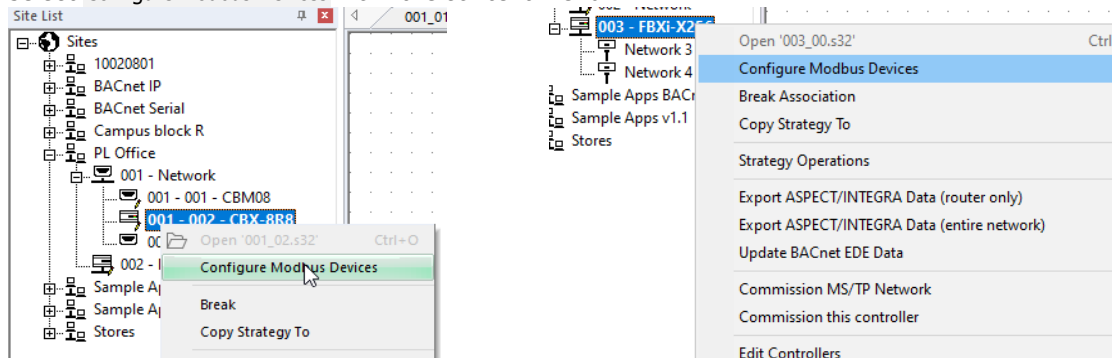 Site List
001_01
Sites
10020801
BACnet IP
BACnet Serial
Campus block R
PL Office
001 - Network
001 - 001 - CBM08
001 - 002 - CBX-8R8
002 -
Sample
Sample
Stores
Open '001_02.s32' Ctrl+O
Configure Modbus Devices
Break
Copy Strategy To
003 - FBXi-X256
Network 3
Network 4
Sample Apps BAC
Sample Apps v1.1
Stores
Open '003_00.s32' Ctrl
Configure Modbus Devices
Break Association
Copy Strategy To
Strategy Operations
Export ASPECT/INTEGRA Data (router only)
Export ASPECT/INTEGRA Data (entire network)
Update BACnet EDE Data
Commission MS/TP Network
Commission this controller
Edit Controllers